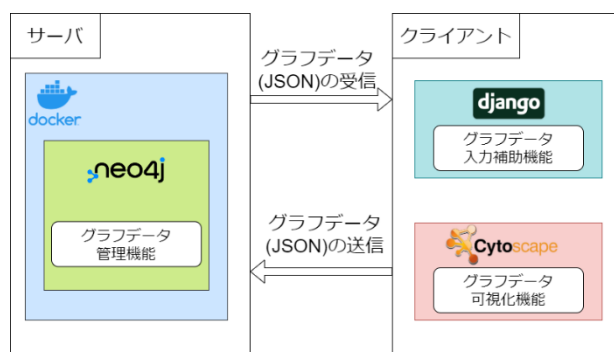 サーバ
docker
neo4j
グラフデータ
管理機能
グラフデータ
(JSON)の受信
グラフデータ
(JSON)の送信
クライアント
django
グラフデータ
入力補助機能
Cytoscape
グラフデータ
可視化機能